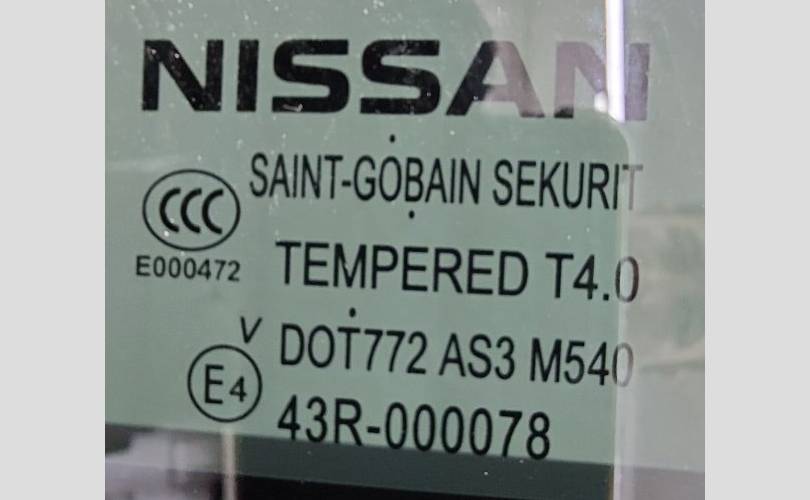 NISSAN
SAINT-GOBAIN SEKURIT
CCC
E000472
TEMPERED T4.0
V
DOT772 AS3 M540
E4
43R-000078